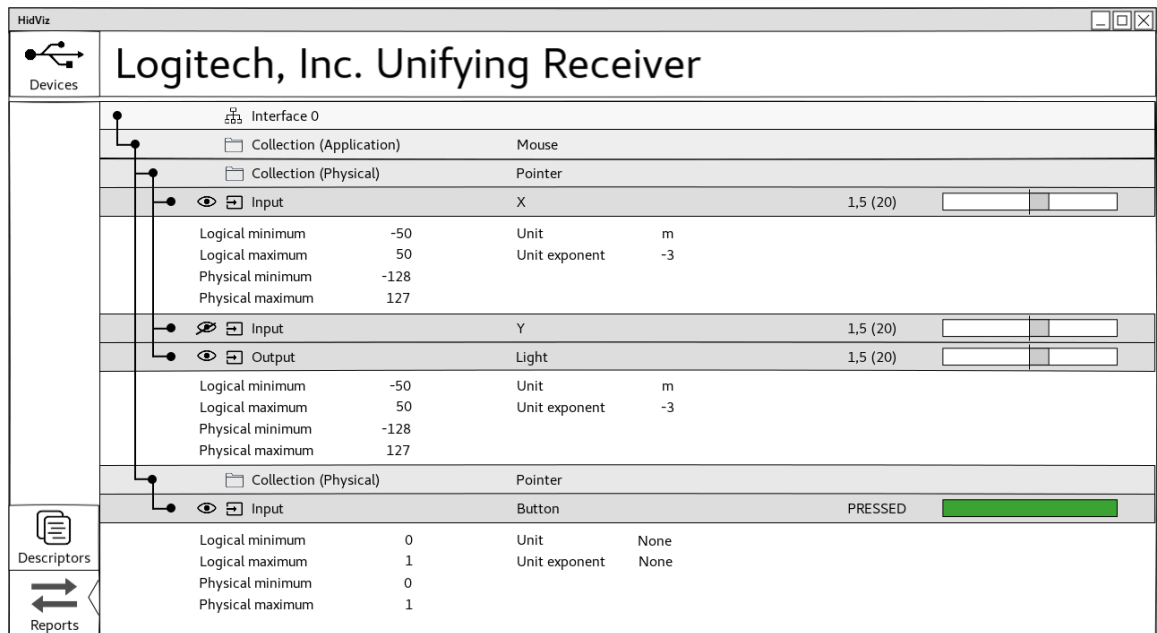 HidViz
Devices
Logitech, Inc. Unifying Receiver
Interface 0
Collection (Application) Mouse
Collection (Physical) Pointer
Input X 1,5 (20)
Logical minimum -50 Unit m
Logical maximum 50 Unit exponent -3
Physical minimum -128
Physical maximum 127
Input Y 1,5 (20)
Output Light 1,5 (20)
Logical minimum -50 Unit m
Logical maximum 50 Unit exponent -3
Physical minimum -128
Physical maximum 127
Collection (Physical) Pointer
Input Button PRESSED
Logical minimum 0 Unit None
Logical maximum 1 Unit exponent None
Physical minimum 0
Physical maximum 1
Descriptors
Reports